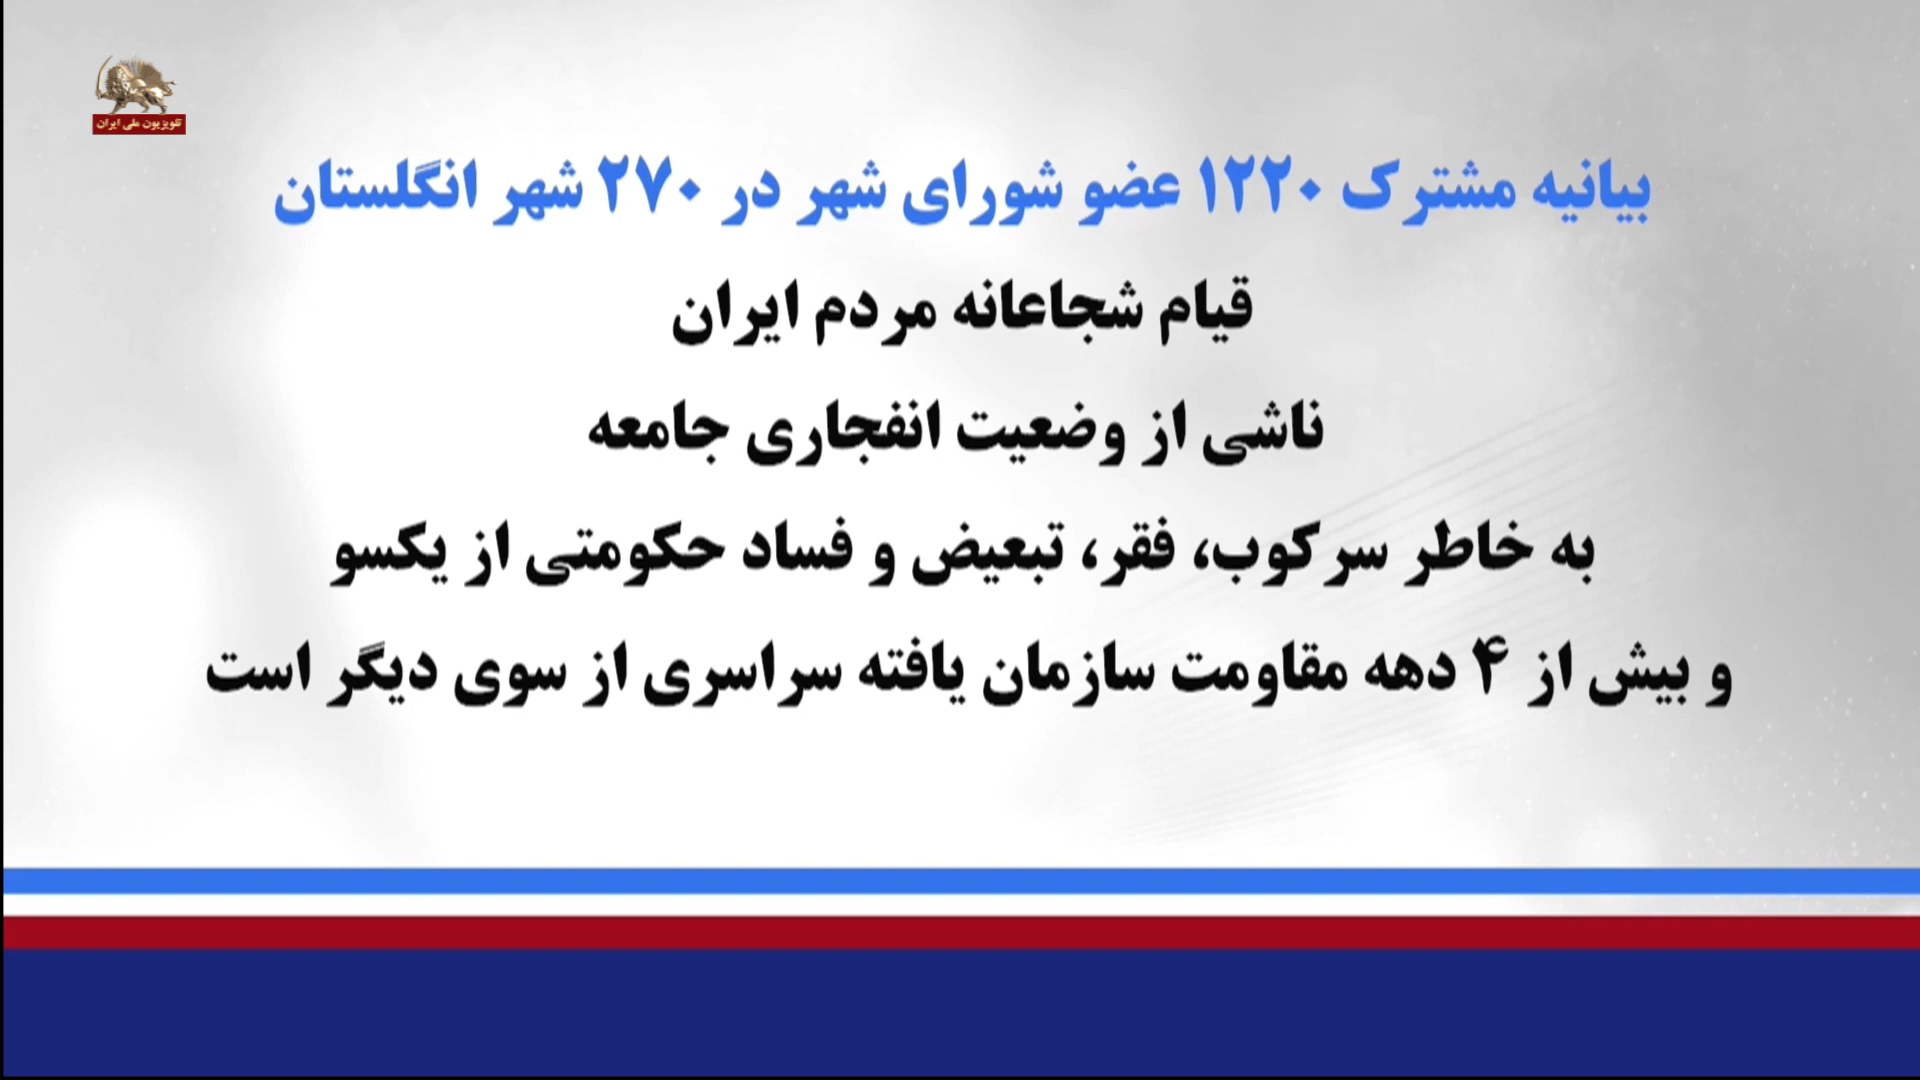 تلویزیون ملی ایران
بیانیه مشترک ۱۲۲۰ عضو شورای شهر در ۲۷۰ شهر انگلستان
قیام شجاعانه مردم ایران
ناشی از وضعیت انفجاری جامعه
به خاطر سرکوب، فقر، تبعیض و فساد حکومتی از یکسو
و بیش از ۴ دهه مقاومت سازمان یافته سراسری از سوی دیگر است